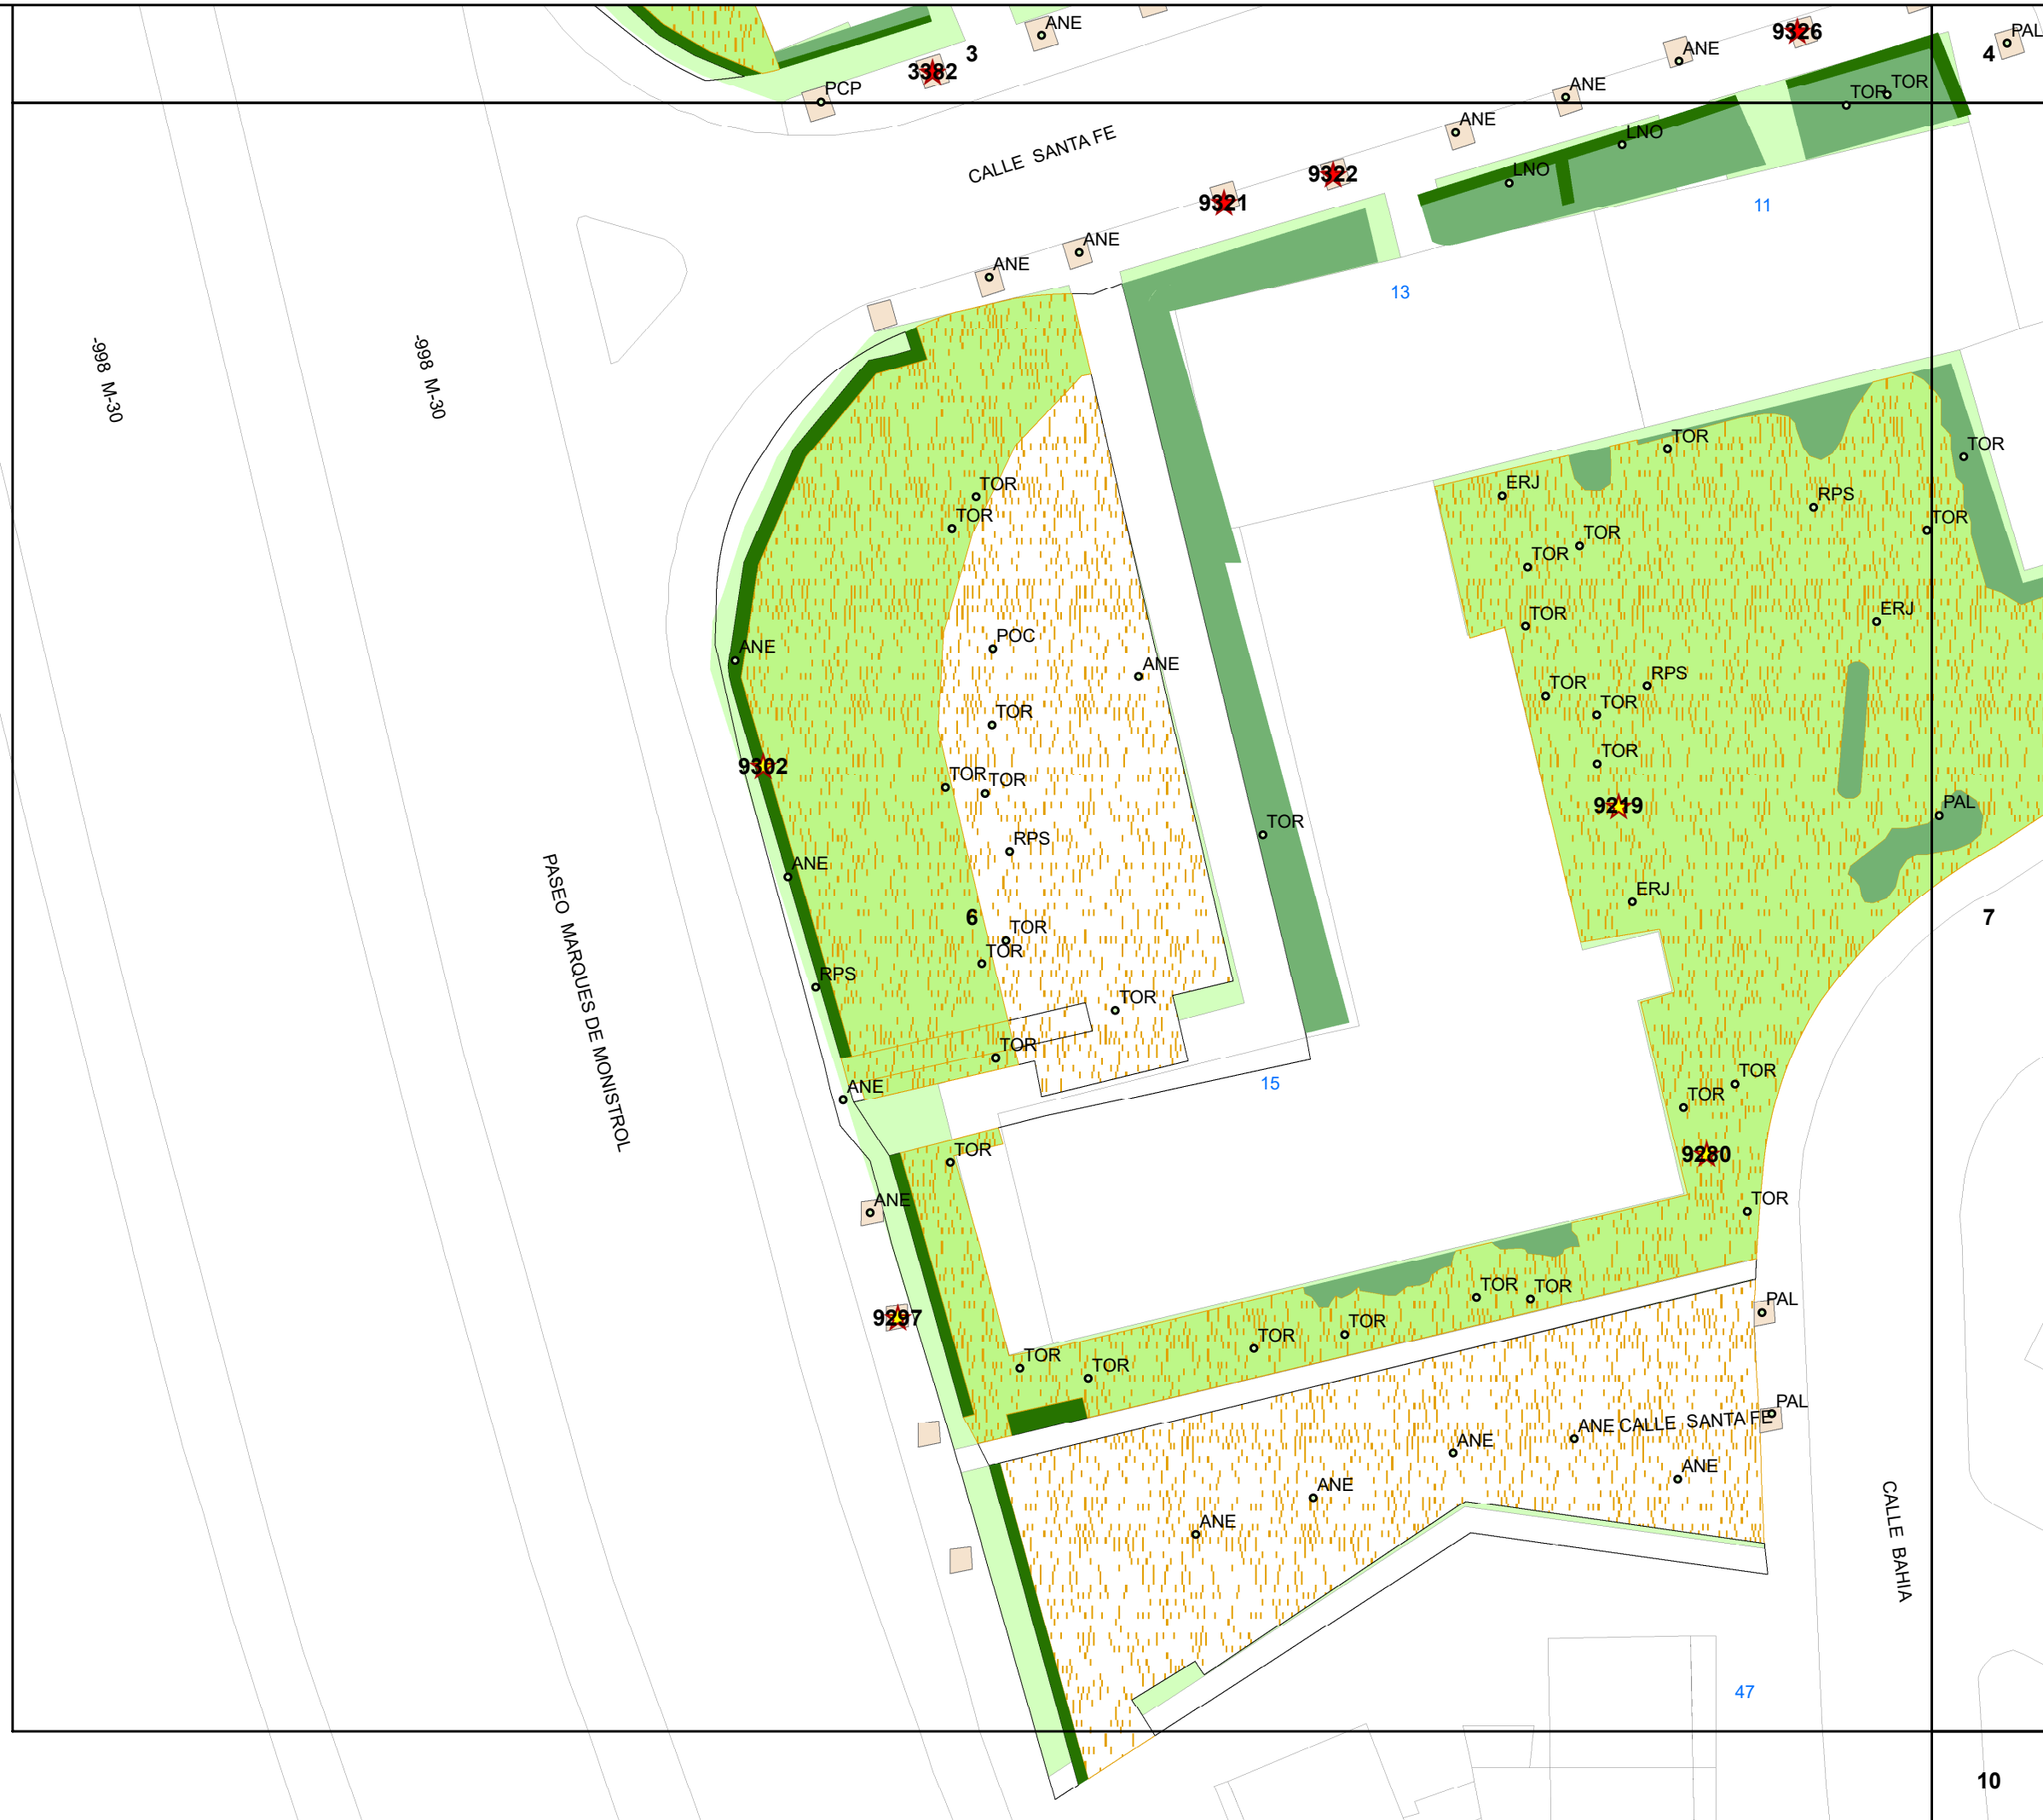 ANE
9326
PAL
3
ANE
4
3382
PCP
TOR
TOR
ANE
ANE
LNO
CALLE SANTA FE
LNO
9322
9321
11
ANE
ANE
13
-998 M-30
-998 M-30
TOR
TOR
ERJ
TOR
RPS
TOR
TOR
TOR
TOR
ERJ
TOR
POC
ANE
ANE
RPS
TOR
TOR
TOR
TOR
9302
TOR
TOR
9219
PAL
TOR
RPS
ANE
ERJ
6
7
TOR
TOR
RPS
PASEO MARQUES DE MONISTROL
TOR
TOR
15
TOR
ANE
TOR
TOR
9280
ANE
TOR
TOR
TOR
PAL
9297
TOR
TOR
TOR
TOR
PAL
ANE
CALLE SANTA FE
ANE
ANE
ANE
ANE
CALLE BAHIA
47
10